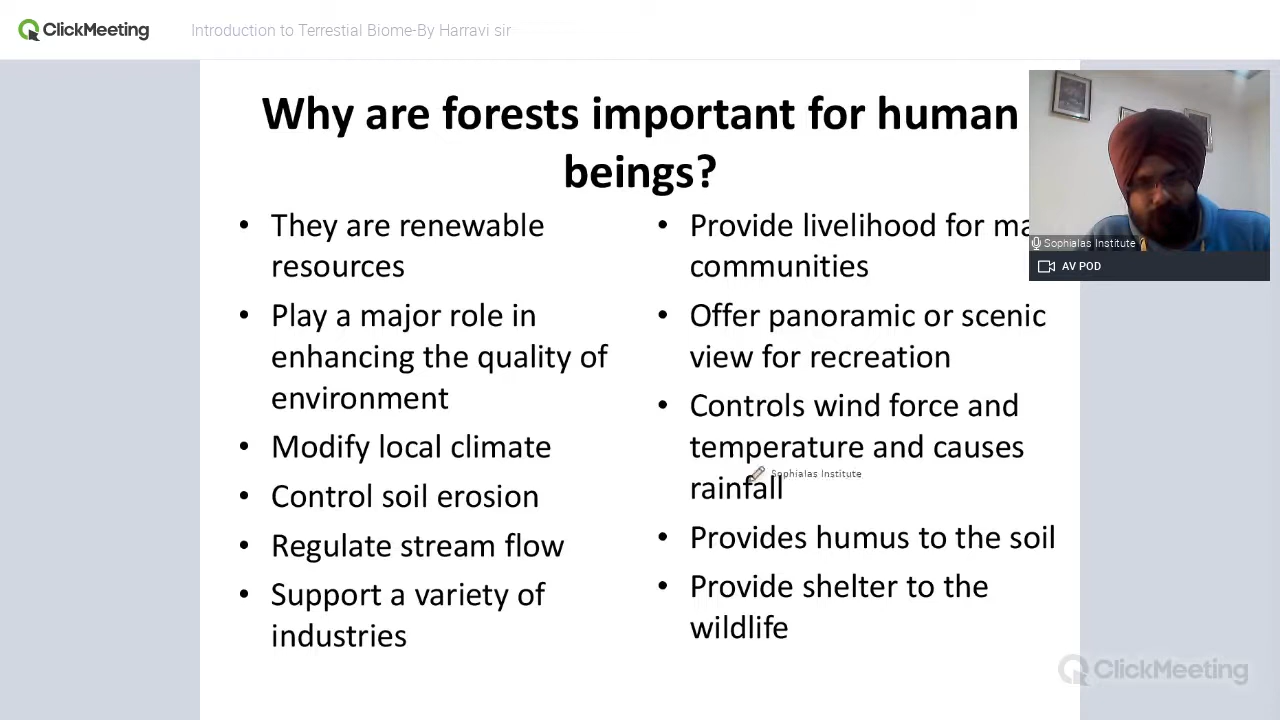 ClickMeeting
Introduction to Terrestial Biome-By Harravi sir
Why are forests important for human
beings?
• They are renewable
resources
• Play a major role in
enhancing the quality of
environment
• Modify local climate
• Control soil erosion
• Regulate stream flow
• Support a variety of
industries
• Provide livelihood for
communities
• Offer panoramic or scenic
view for recreation
• Controls wind force and
temperature and causes
rainfall
• Provides humus to the soil
• Provide shelter to the
wildlife
Sophialas Institute
AV POD
Sophialas Institute
ClickMeeting